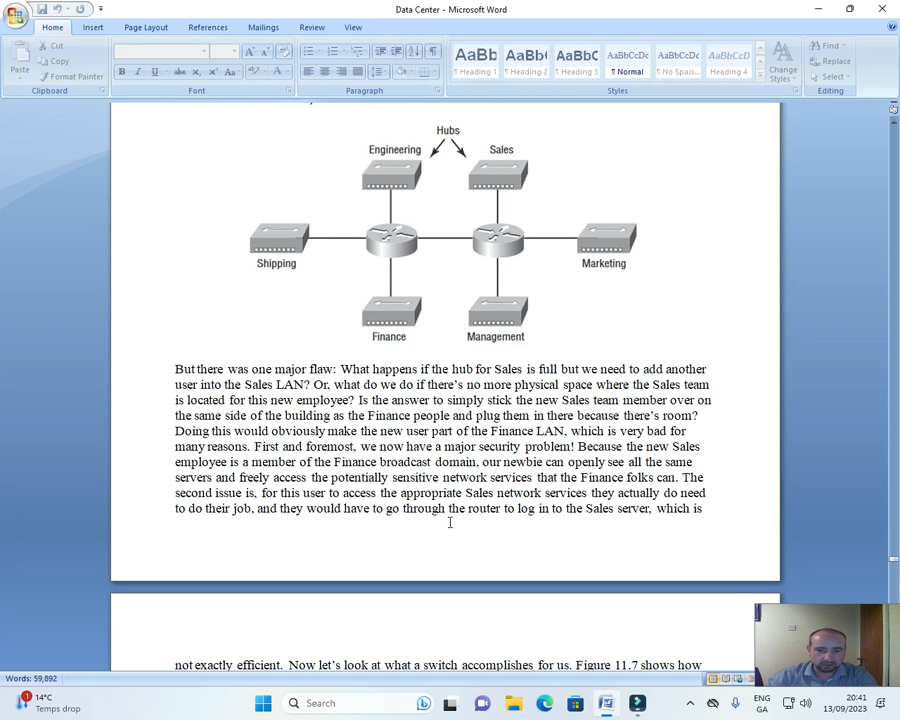 Data Center - Microsoft Word
Home Insert Page Layout References Mailings Review View
Paste
Cut
Copy
Format Painter
Clipboard
Font
Paragraph
AaBb AaBb AaBb AaBbCc AaBbCc AaBbCc
Heading 1 Heading 2 Heading 3 ¶ Normal ¶ No Spaci... Heading 4
Change
Styles
Styles
Find
Replace
Select
Editing
Hubs
Engineering
Sales
Shipping
Marketing
Finance
Management
But there was one major flaw: What happens if the hub for Sales is full but we need to add another
user into the Sales LAN? Or, what do we do if there's no more physical space where the Sales team
is located for this new employee? Is the answer to simply stick the new Sales team member over on
the same side of the building as the Finance people and plug them in there because there's room?
Doing this would obviously make the new user part of the Finance LAN, which is very bad for
many reasons. First and foremost, we now have a major security problem! Because the new Sales
employee is a member of the Finance broadcast domain, our newbie can openly see all the same
servers and freely access the potentially sensitive network services that the Finance folks can. The
second issue is, for this user to access the appropriate Sales network services they actually do need
to do their job, and they would have to go through the router to log in to the Sales server, which is
not exactly efficient. Now let's look at what a switch accomplishes for us. Figure 11.7 shows how
Words: 59,892
14°C
Temps drop
Search
ENG
GA
20:41
13/09/2023